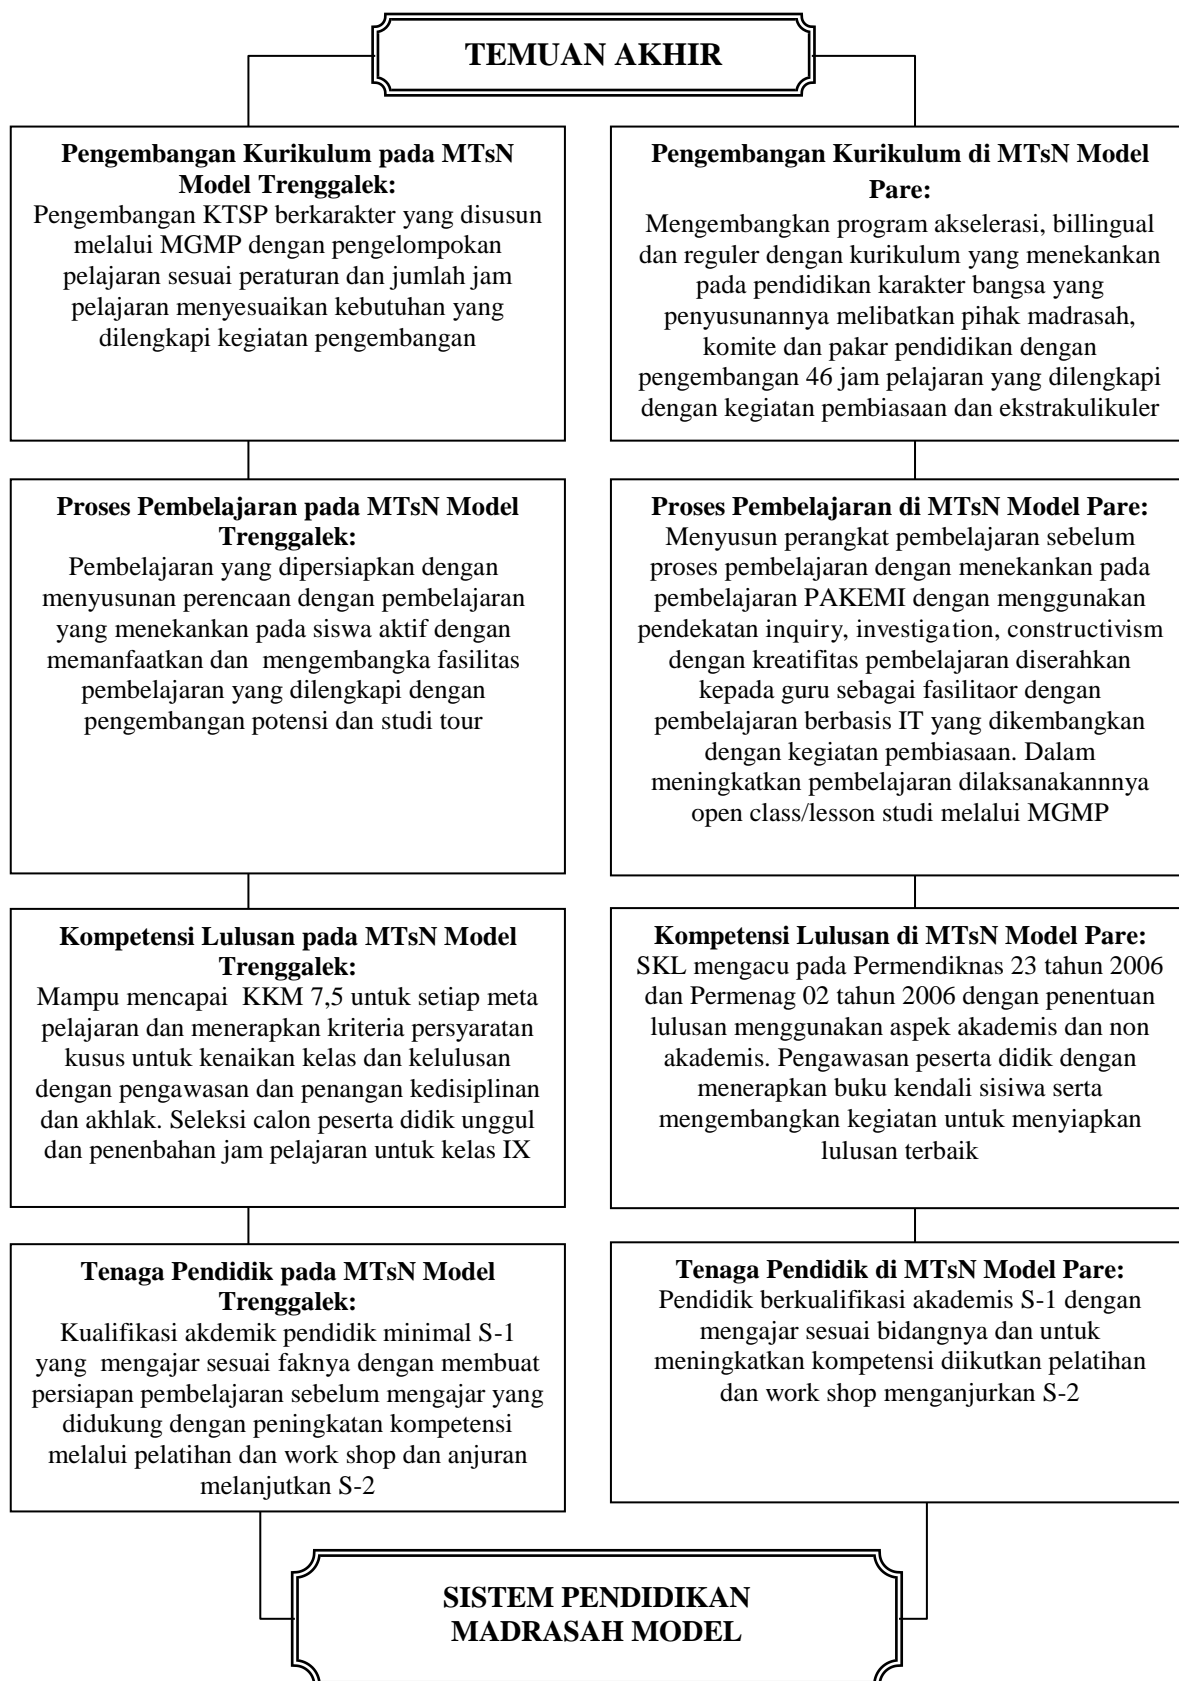 TEMUAN AKHIR
Pengembangan Kurikulum pada MTsN
Model Trenggalek:
Pengembangan KTSP berkarakter yang disusun
melalui MGMP dengan pengelompokan
pelajaran sesuai peraturan dan jumlah jam
pelajaran menyesuaikan kebutuhan yang
dilengkapi kegiatan pengembangan
Pengembangan Kurikulum di MTsN Model
Pare:
Mengembangkan program akselerasi, billingual
dan reguler dengan kurikulum yang menekankan
pada pendidikan karakter bangsa yang
penyusunannya melibatkan pihak madrasah,
komite dan pakar pendidikan dengan
pengembangan 46 jam pelajaran yang dilengkapi
dengan kegiatan pembiasaan dan ekstrakulikuler
Proses Pembelajaran pada MTsN Model
Trenggalek:
Pembelajaran yang dipersiapkan dengan
menyusunan perencaan dengan pembelajaran
yang menekankan pada siswa aktif dengan
memanfaatkan dan mengembangka fasilitas
pembelajaran yang dilengkapi dengan
pengembangan potensi dan studi tour
Proses Pembelajaran di MTsN Model Pare:
Menyusun perangkat pembelajaran sebelum
proses pembelajaran dengan menekankan pada
pembelajaran PAKEMI dengan menggunakan
pendekatan inquiry, investigation, constructivism
dengan kreatifitas pembelajaran diserahkan
kepada guru sebagai fasilitaor dengan
pembelajaran berbasis IT yang dikembangkan
dengan kegiatan pembiasaan. Dalam
meningkatkan pembelajaran dilaksanakannnya
open class/lesson studi melalui MGMP
Kompetensi Lulusan pada MTsN Model
Trenggalek:
Mampu mencapai KKM 7,5 untuk setiap meta
pelajaran dan menerapkan kriteria persyaratan
kusus untuk kenaikan kelas dan kelulusan
dengan pengawasan dan penangan kedisiplinan
dan akhlak. Seleksi calon peserta didik unggul
dan penenbahan jam pelajaran untuk kelas IX
Kompetensi Lulusan di MTsN Model Pare:
SKL mengacu pada Permendiknas 23 tahun 2006
dan Permenag 02 tahun 2006 dengan penentuan
lulusan menggunakan aspek akademis dan non
akademis. Pengawasan peserta didik dengan
menerapkan buku kendali sisiwa serta
mengembangkan kegiatan untuk menyiapkan
lulusan terbaik
Tenaga Pendidik pada MTsN Model
Trenggalek:
Kualifikasi akdemik pendidik minimal S-1
yang mengajar sesuai faknya dengan membuat
persiapan pembelajaran sebelum mengajar yang
didukung dengan peningkatan kompetensi
melalui pelatihan dan work shop dan anjuran
melanjutkan S-2
Tenaga Pendidik di MTsN Model Pare:
Pendidik berkualifikasi akademis S-1 dengan
mengajar sesuai bidangnya dan untuk
meningkatkan kompetensi diikutkan pelatihan
dan work shop menganjurkan S-2
SISTEM PENDIDIKAN
MADRASAH MODEL